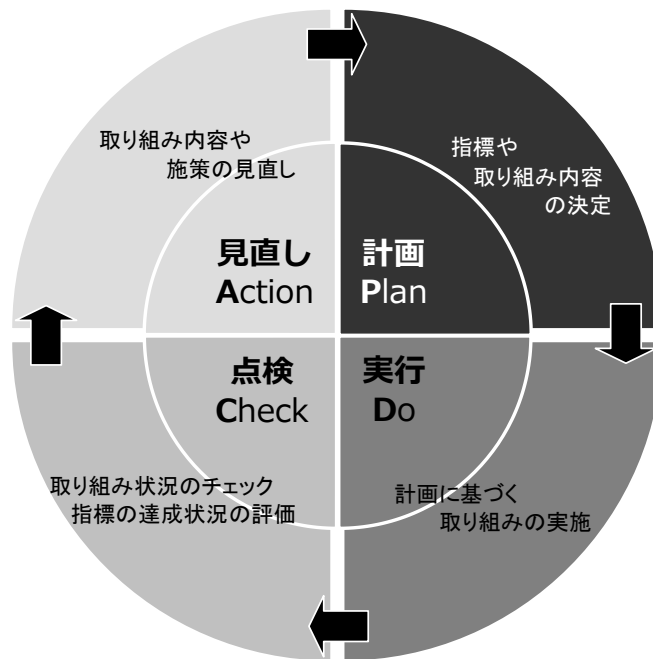 取り組み内容や
施策の見直し
見直し
Action
指標や
取り組み内容
の決定
計画
Plan
点検
Check
取り組み状況のチェック
指標の達成状況の評価
実行
Do
計画に基づく
取り組みの実施